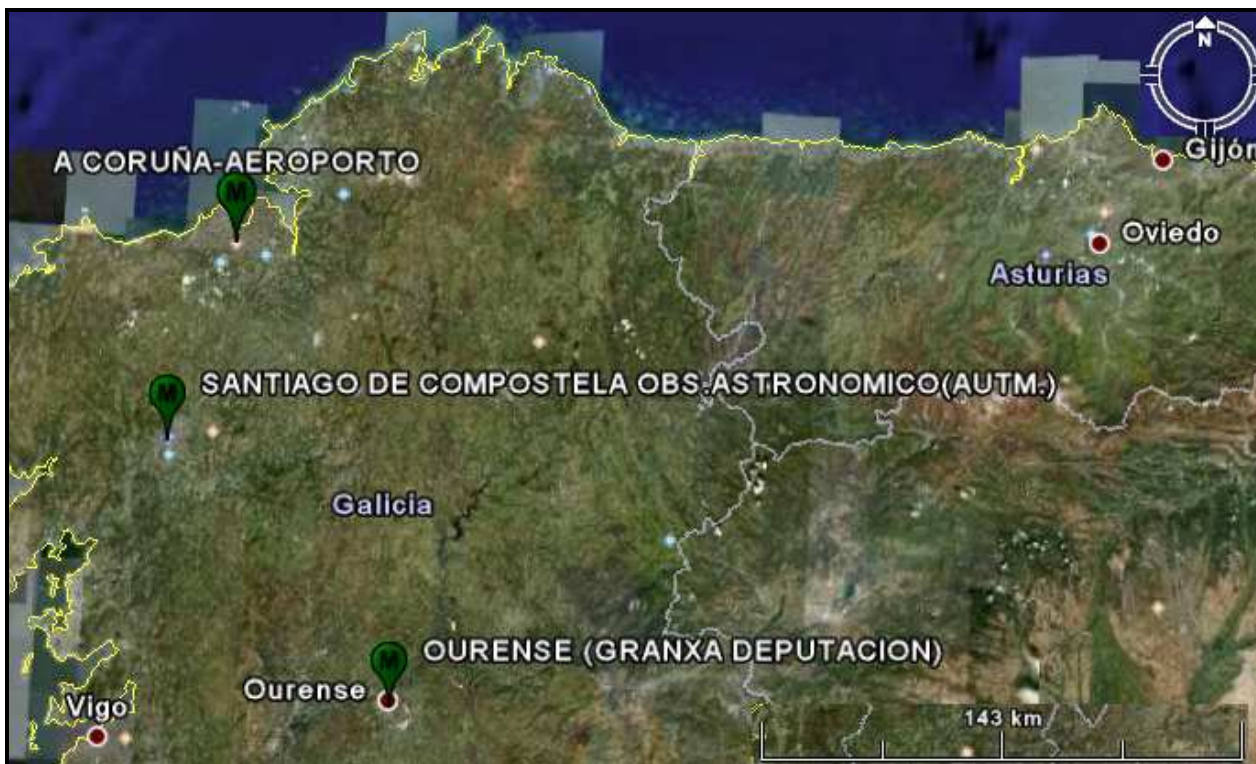 N
Gijón
A CORUÑA-AEROPORTO
M
Oviedo
Asturias
M
SANTIAGO DE COMPOSTELA OBS.ASTRONOMICO(AUTM.)
Galicia
M
OURENSE (GRANXA DEPUTACION)
Ourense
Vigo
143 km